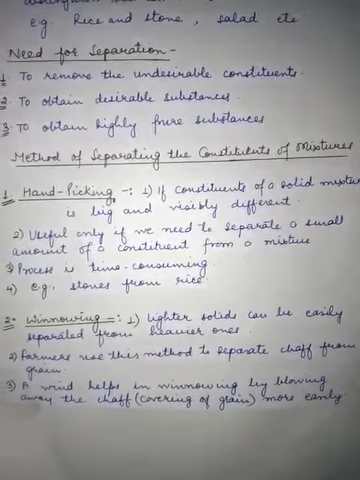 e.g. Rice and stone, salad etc
Need for Separation -
1. To remove the undesirable constituents.
2. To obtain desirable substances.
3. To obtain highly pure substances
Method of Separating the Constituents of Mixtures
1. Hand-Picking -: 1) If constituents of a solid mixture
is big and visibly different.
2) Useful only if we need to separate a small
amount of a constituent from a mixture
3) Process is time-consuming.
4) e.g. stones from rice
2. Winnowing -: 1) Lighter solids can be easily
separated from heavier ones.
2) Farmers use this method to separate chaff from
grain.
3) A wind helps in winnowing by blowing
away the chaff (covering of grain) more easily.